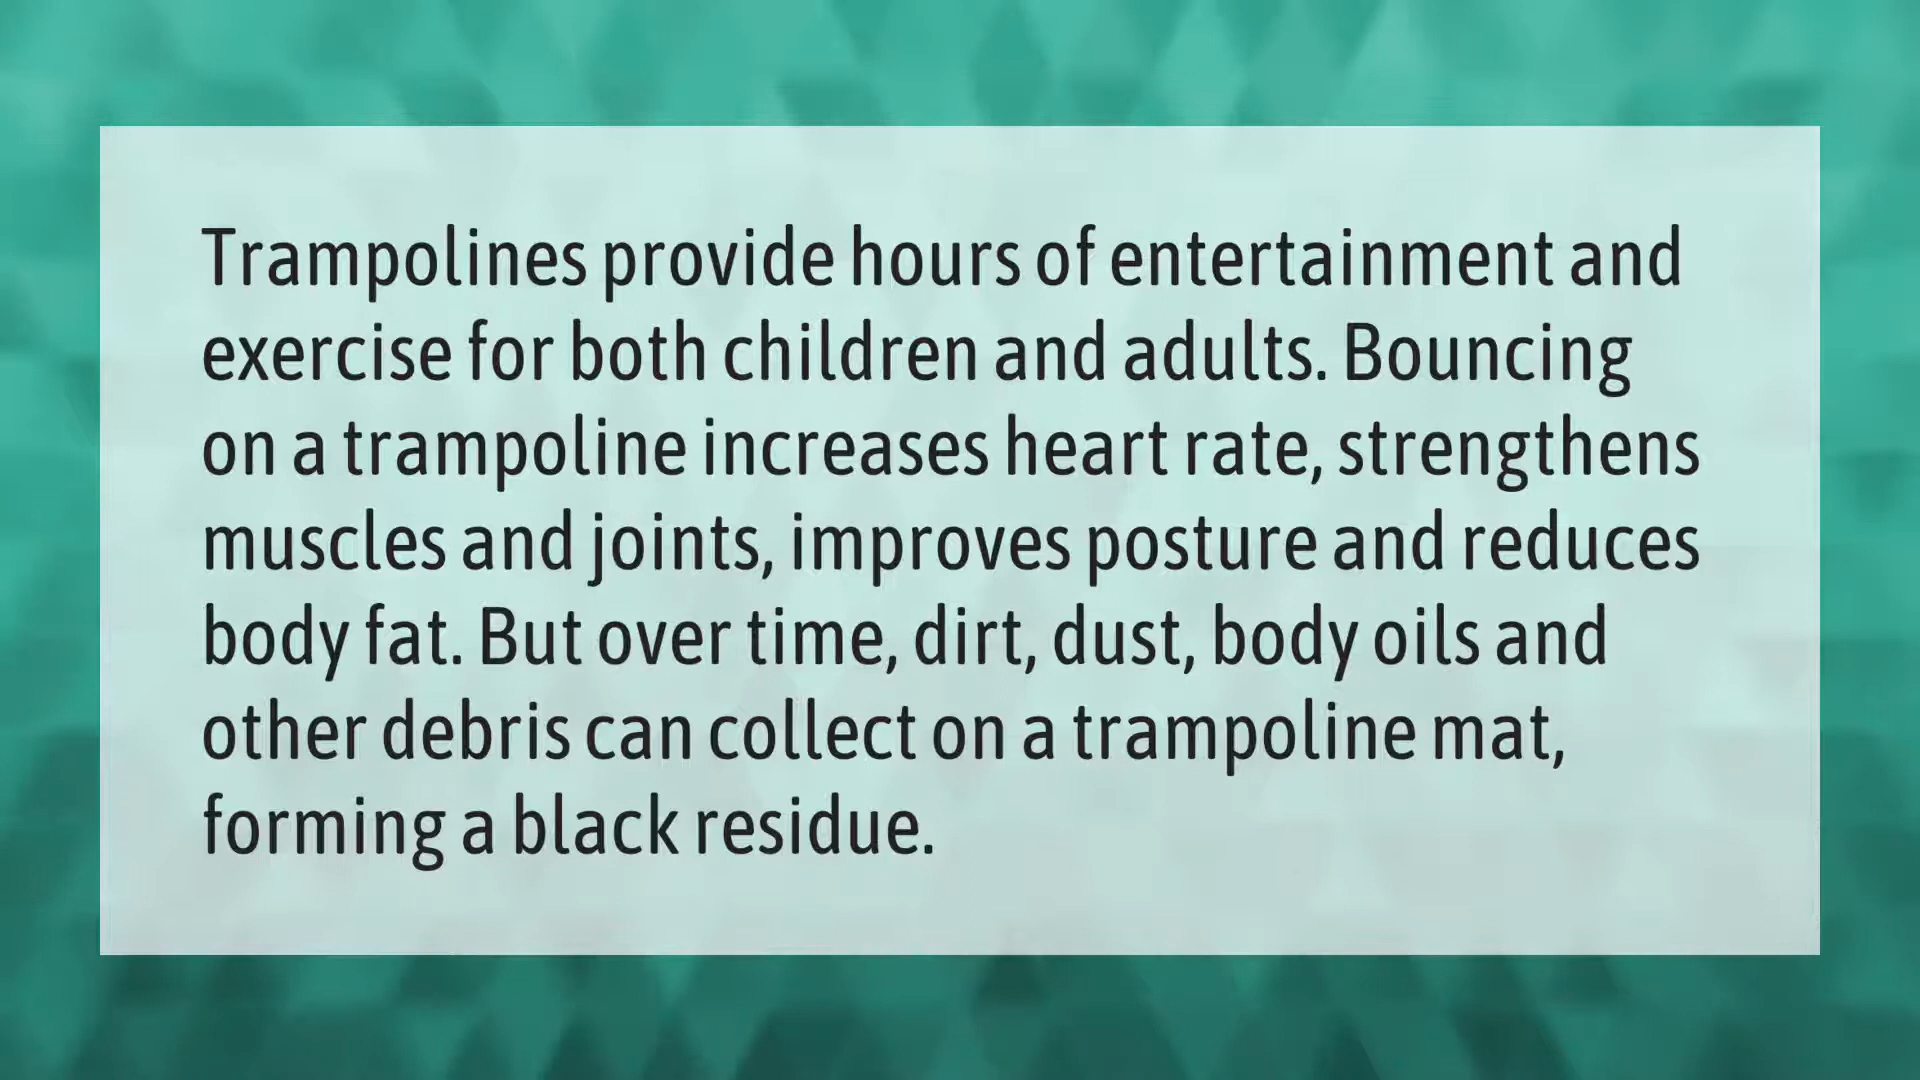 Trampolines provide hours of entertainment and
exercise for both children and adults. Bouncing
on a trampoline increases heart rate, strengthens
muscles and joints, improves posture and reduces
body fat. But over time, dirt, dust, body oils and
other debris can collect on a trampoline mat,
forming a black residue.